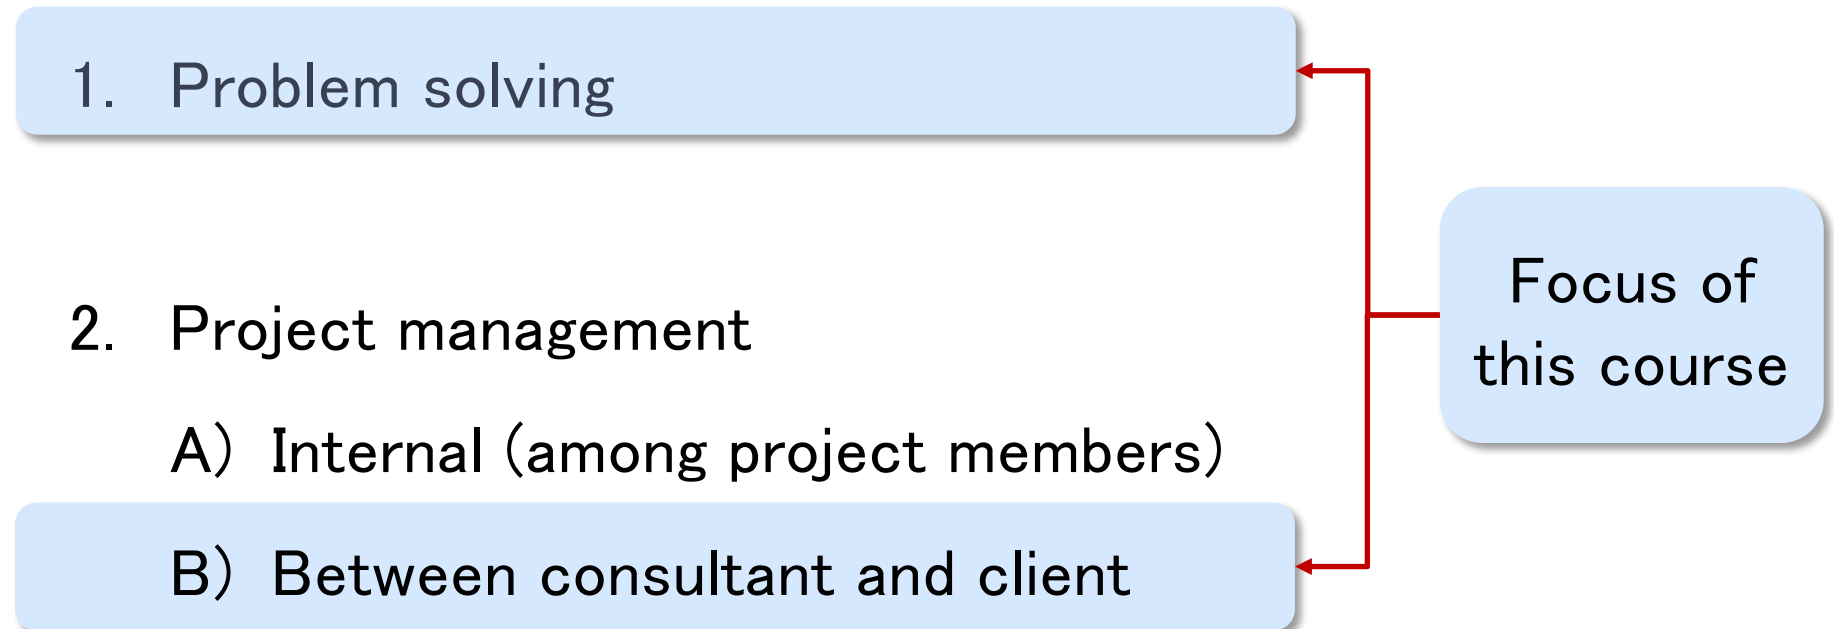 1. Problem solving
2. Project management
A) Internal (among project members)
B) Between consultant and client
Focus of
this course